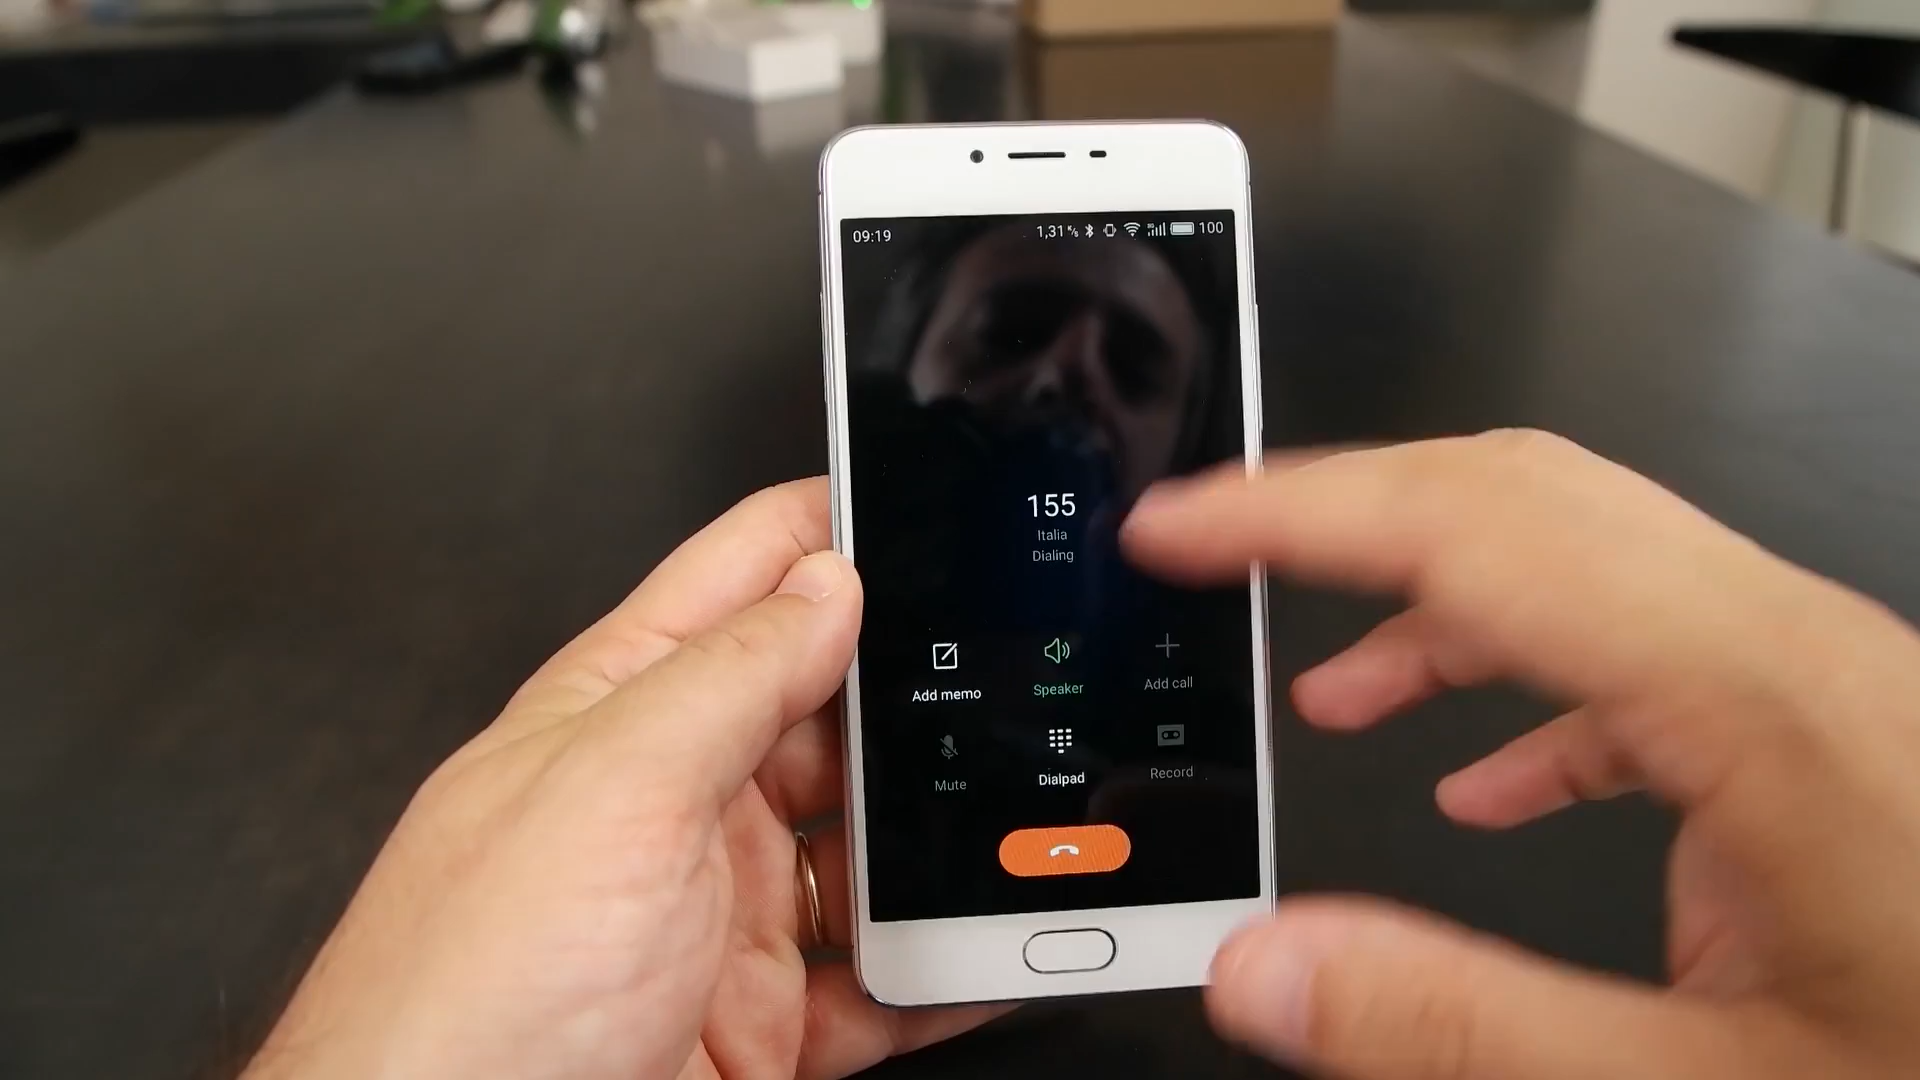 09:19
1,31 K/s 100
155
Italia
Dialing
Add memo
Speaker
Add call
Mute
Dialpad
Record